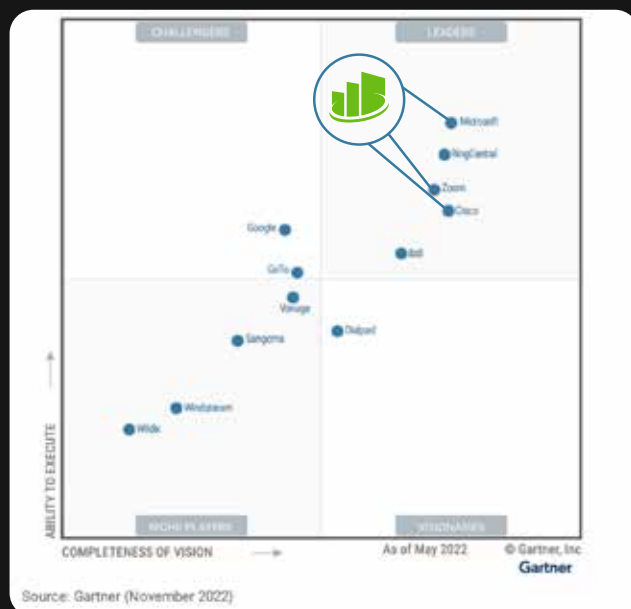 CHALLENGERS
LEADERS
Microsoft
RingCentral
Zoom
Cisco
Google
8x8
GoTo
Vonage
Dialpad
Sangoma
Windstream
Wildix
ABILITY TO EXECUTE
NICHE PLAYERS
VISIONARIES
COMPLETENESS OF VISION
As of May 2022
© Gartner, Inc
Gartner
Source: Gartner (November 2022)